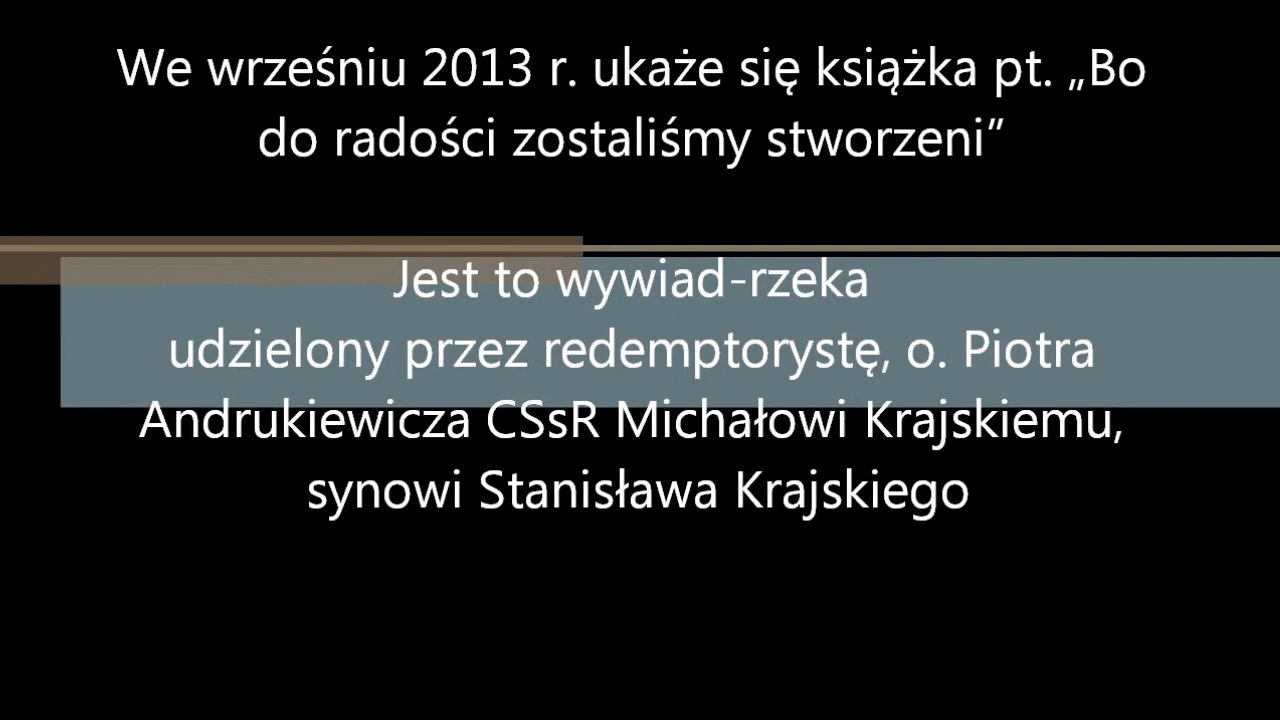 We wrześniu 2013 r. ukaże się książka pt. „Bo
do radości zostaliśmy stworzeni”
Jest to wywiad-rzeka
udzielony przez redemptorystę, o. Piotra
Andrukiewicza CSsR Michałowi Krajskiemu,
synowi Stanisława Krajskiego